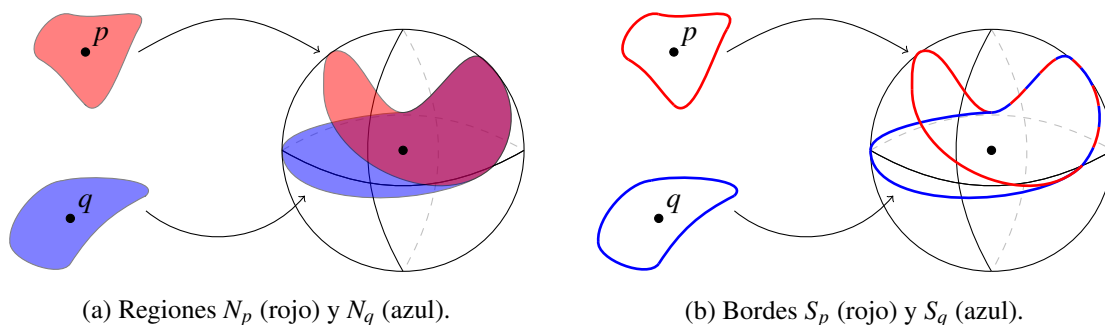 p
q
(a) Regiones N_p (rojo) y N_q (azul).
p
q
(b) Bordes S_p (rojo) y S_q (azul).